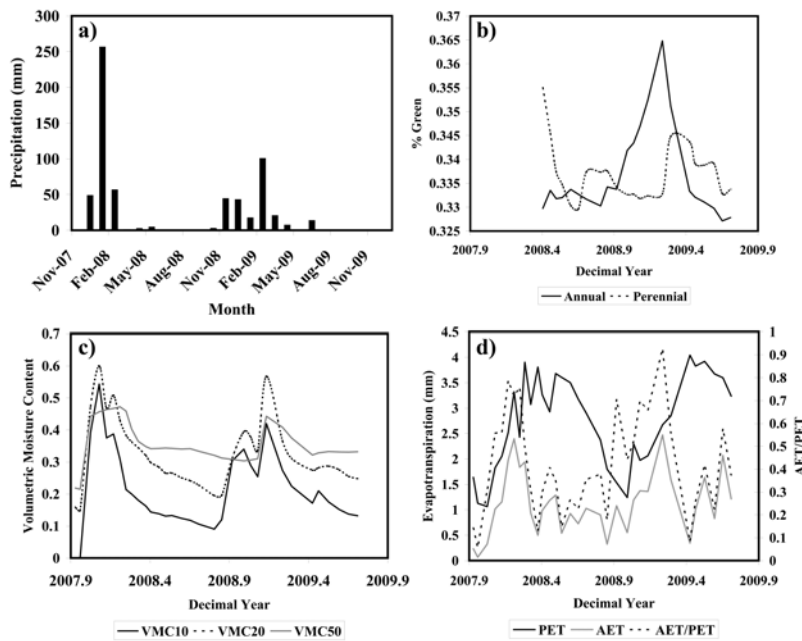 a)
Precipitation (mm)
300
250
200
150
100
50
0
Nov-07
Feb-08
May-08
Aug-08
Nov-08
Feb-09
May-09
Aug-09
Nov-09
Month
b)
% Green
0.37
0.365
0.36
0.355
0.35
0.345
0.34
0.335
0.33
0.325
2007.9
2008.4
2008.9
2009.4
2009.9
Decimal Year
Annual
Perennial
c)
Volumetric Moisture Content
0.7
0.6
0.5
0.4
0.3
0.2
0.1
0
2007.9
2008.4
2008.9
2009.4
2009.9
Decimal Year
VMC10
VMC20
VMC50
d)
Evapotranspiration (mm)
4.5
4
3.5
3
2.5
2
1.5
1
0.5
0
1
0.9
0.8
0.7
0.6
0.5
0.4
0.3
0.2
0.1
0
AET/PET
2007.9
2008.4
2008.9
2009.4
2009.9
Decimal Year
PET
AET
AET/PET